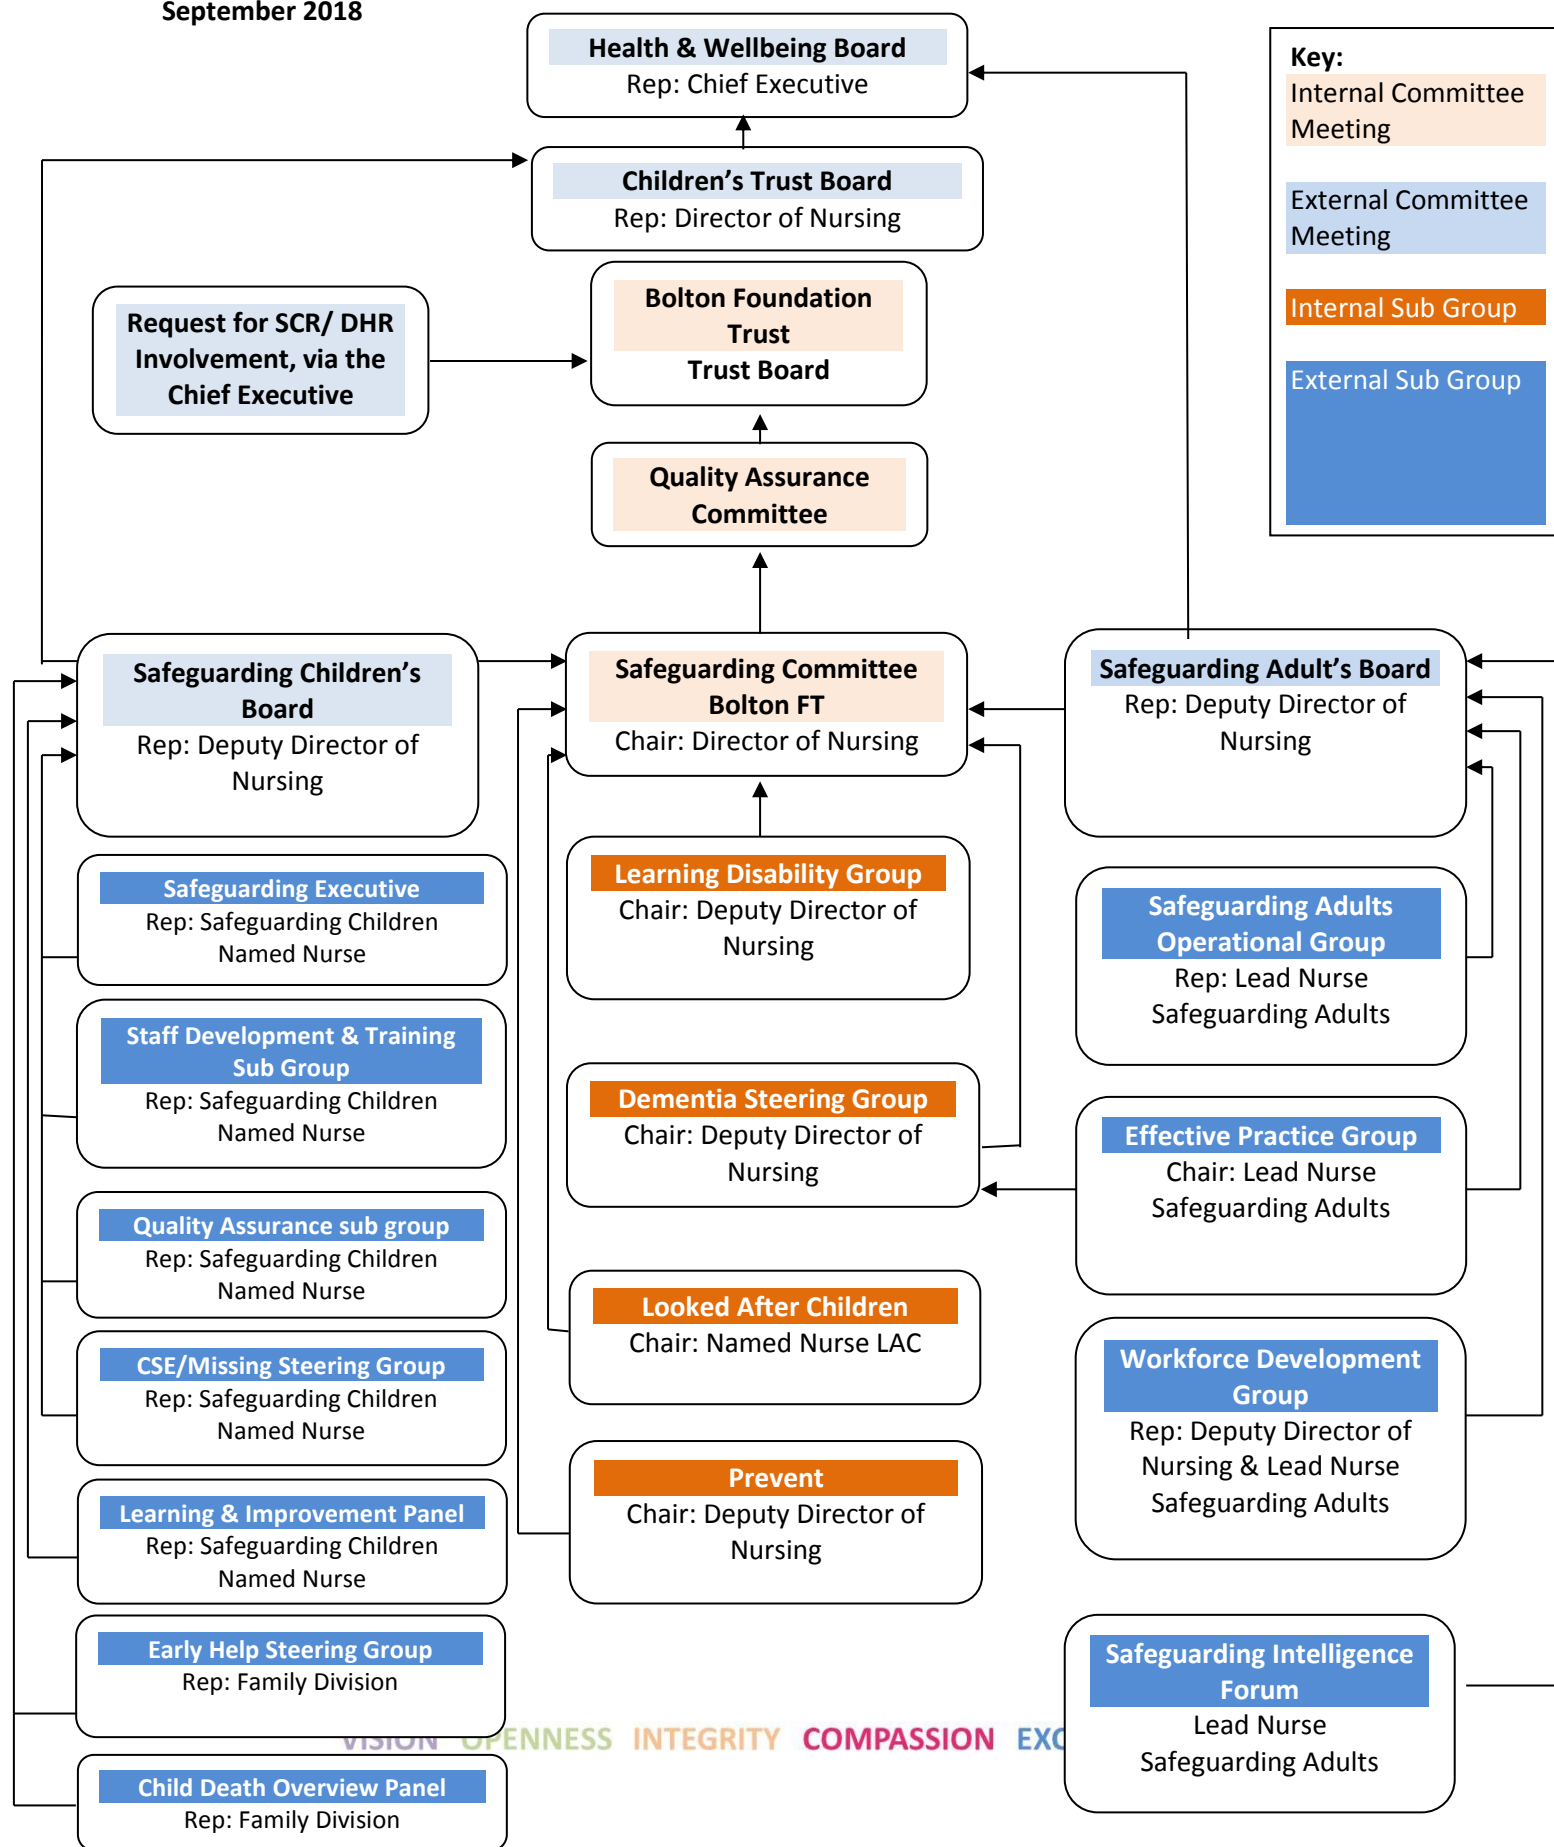 September 2018
Health & Wellbeing Board
Rep: Chief Executive
Key:
Internal Committee
Meeting
External Committee
Meeting
Internal Sub Group
External Sub Group
Children's Trust Board
Rep: Director of Nursing
Request for SCR/ DHR
Involvement, via the
Chief Executive
Bolton Foundation
Trust
Trust Board
Quality Assurance
Committee
Safeguarding Children's
Board
Rep: Deputy Director of
Nursing
Safeguarding Committee
Bolton FT
Chair: Director of Nursing
Safeguarding Adult's Board
Rep: Deputy Director of
Nursing
Safeguarding Executive
Rep: Safeguarding Children
Named Nurse
Staff Development & Training
Sub Group
Rep: Safeguarding Children
Named Nurse
Quality Assurance sub group
Rep: Safeguarding Children
Named Nurse
CSE/Missing Steering Group
Rep: Safeguarding Children
Named Nurse
Learning & Improvement Panel
Rep: Safeguarding Children
Named Nurse
Early Help Steering Group
Rep: Family Division
Child Death Overview Panel
Rep: Family Division
Learning Disability Group
Chair: Deputy Director of
Nursing
Dementia Steering Group
Chair: Deputy Director of
Nursing
Looked After Children
Chair: Named Nurse LAC
Prevent
Chair: Deputy Director of
Nursing
Safeguarding Adults
Operational Group
Rep: Lead Nurse
Safeguarding Adults
Effective Practice Group
Chair: Lead Nurse
Safeguarding Adults
Workforce Development
Group
Rep: Deputy Director of
Nursing & Lead Nurse
Safeguarding Adults
Safeguarding Intelligence
Forum
Lead Nurse
Safeguarding Adults
VISION OPENNESS INTEGRITY COMPASSION